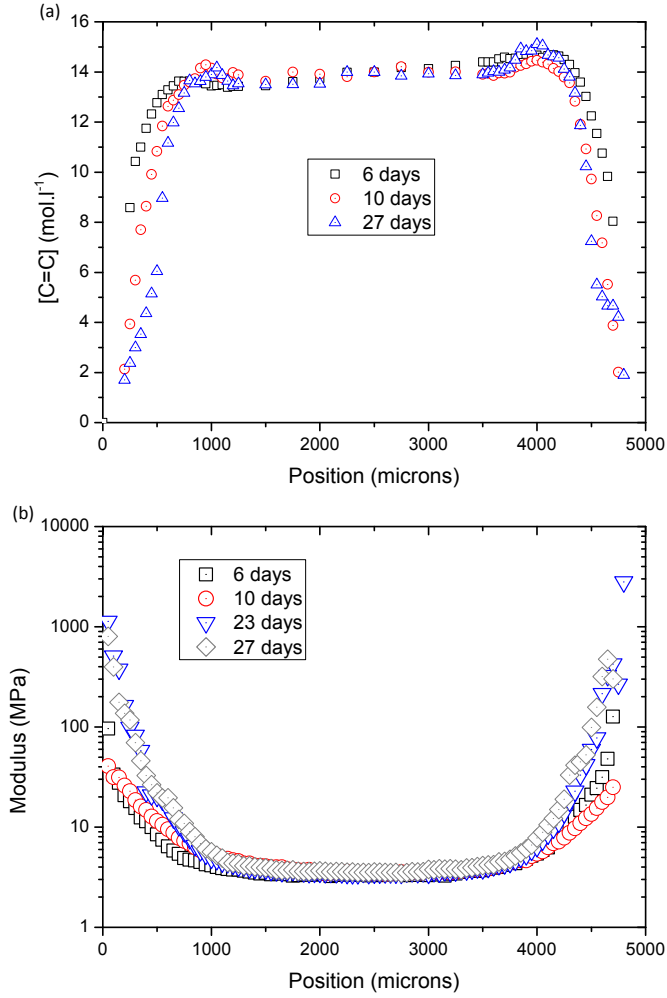 (a)
16
14
12
10
8
6
4
2
0
[C=C] (mol.l⁻¹)
6 days
10 days
27 days
0 1000 2000 3000 4000 5000
Position (microns)
(b)
10000
1000
100
10
1
Modulus (MPa)
6 days
10 days
23 days
27 days
0 1000 2000 3000 4000 5000
Position (microns)